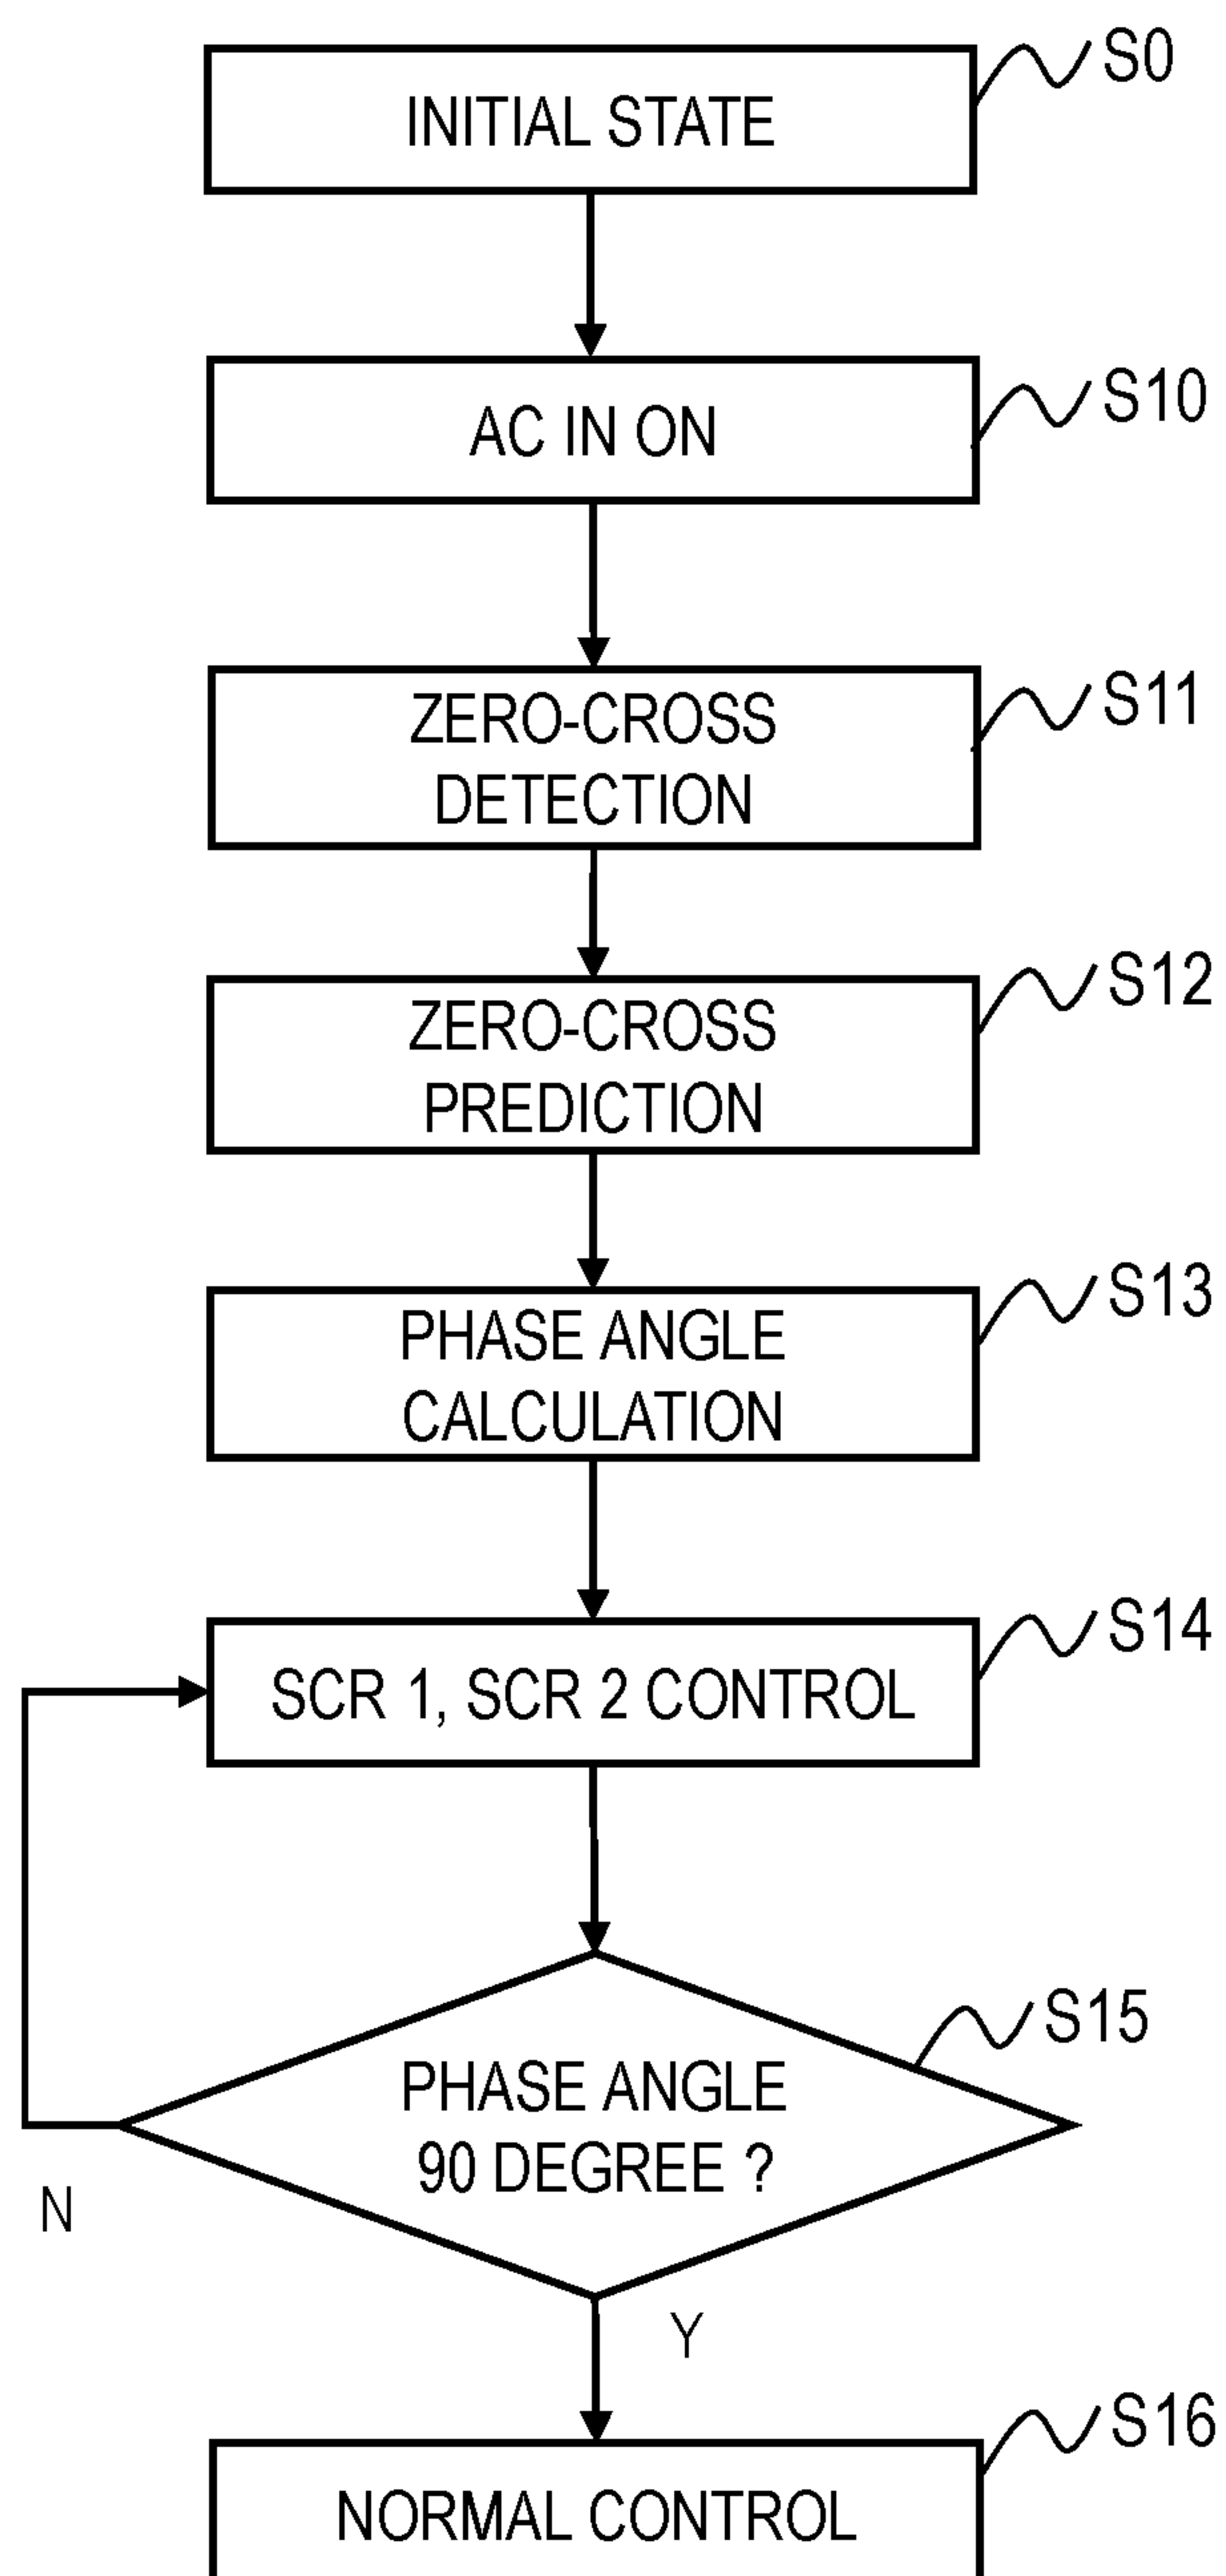 S0
INITIAL STATE
S10
AC IN ON
S11
ZERO-CROSS
DETECTION
S12
ZERO-CROSS
PREDICTION
S13
PHASE ANGLE
CALCULATION
S14
SCR 1, SCR 2 CONTROL
S15
PHASE ANGLE
90 DEGREE ?
N
Y
S16
NORMAL CONTROL